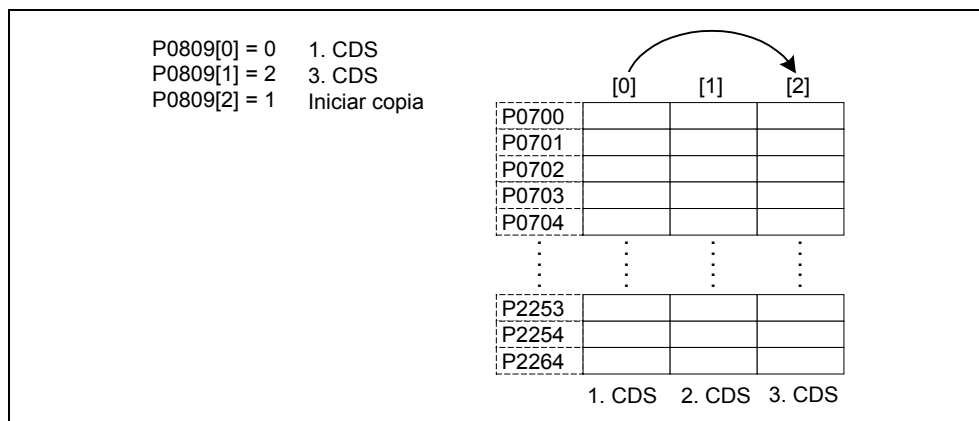 P0809[0] = 0 1. CDS
P0809[1] = 2 3. CDS
P0809[2] = 1 Iniciar copia
[0] [1] [2]
P0700
P0701
P0702
P0703
P0704
P2253
P2254
P2264
1. CDS 2. CDS 3. CDS